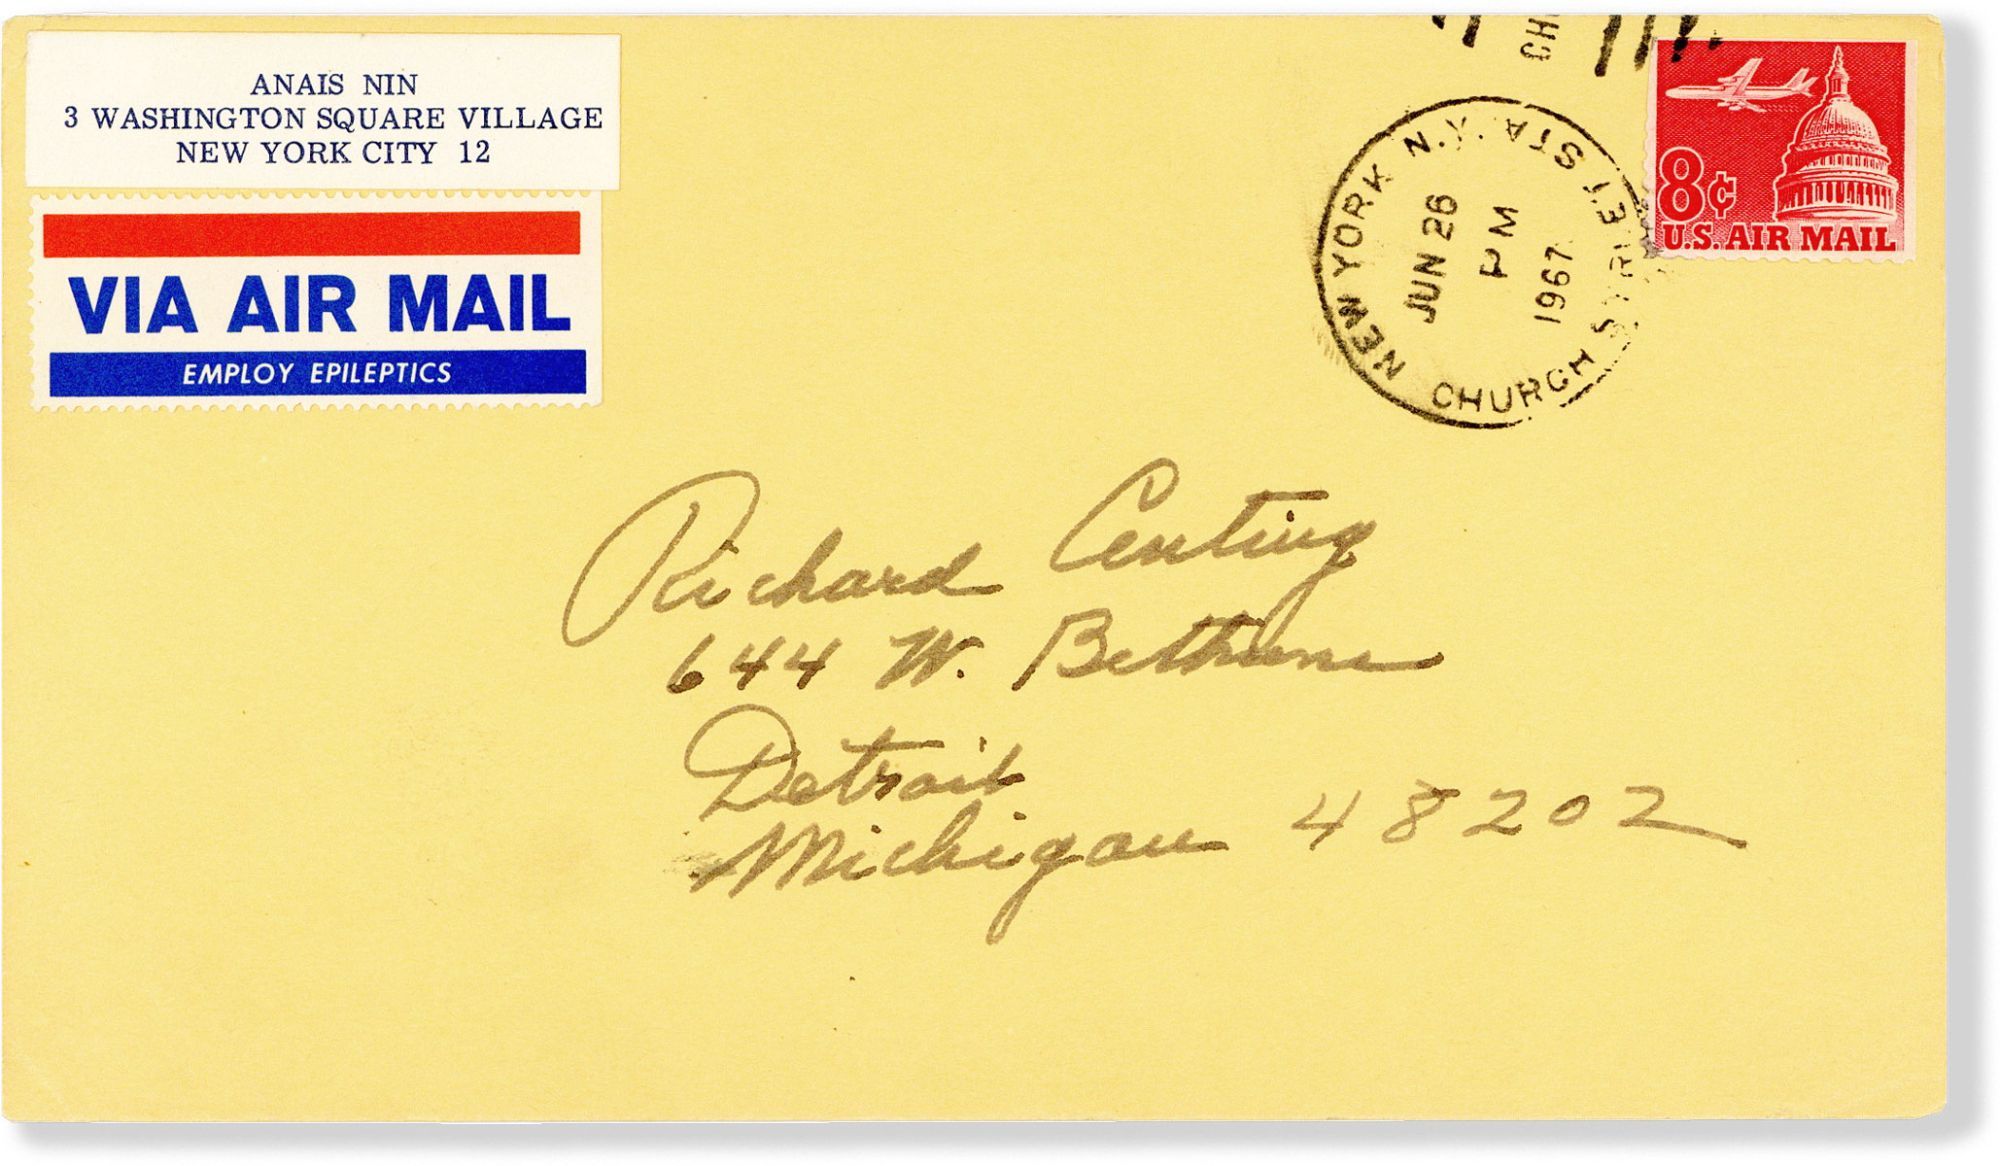 ANAIS NIN
3 WASHINGTON SQUARE VILLAGE
NEW YORK CITY 12
VIA AIR MAIL
EMPLOY EPILEPTICS
CH
NEW YORK N.Y.
CHURCH STREET STA.
JUN 26
PM
1967
8¢
U.S. AIR MAIL
Richard Centing
644 W. Bethune
Detroit
Michigan 48202